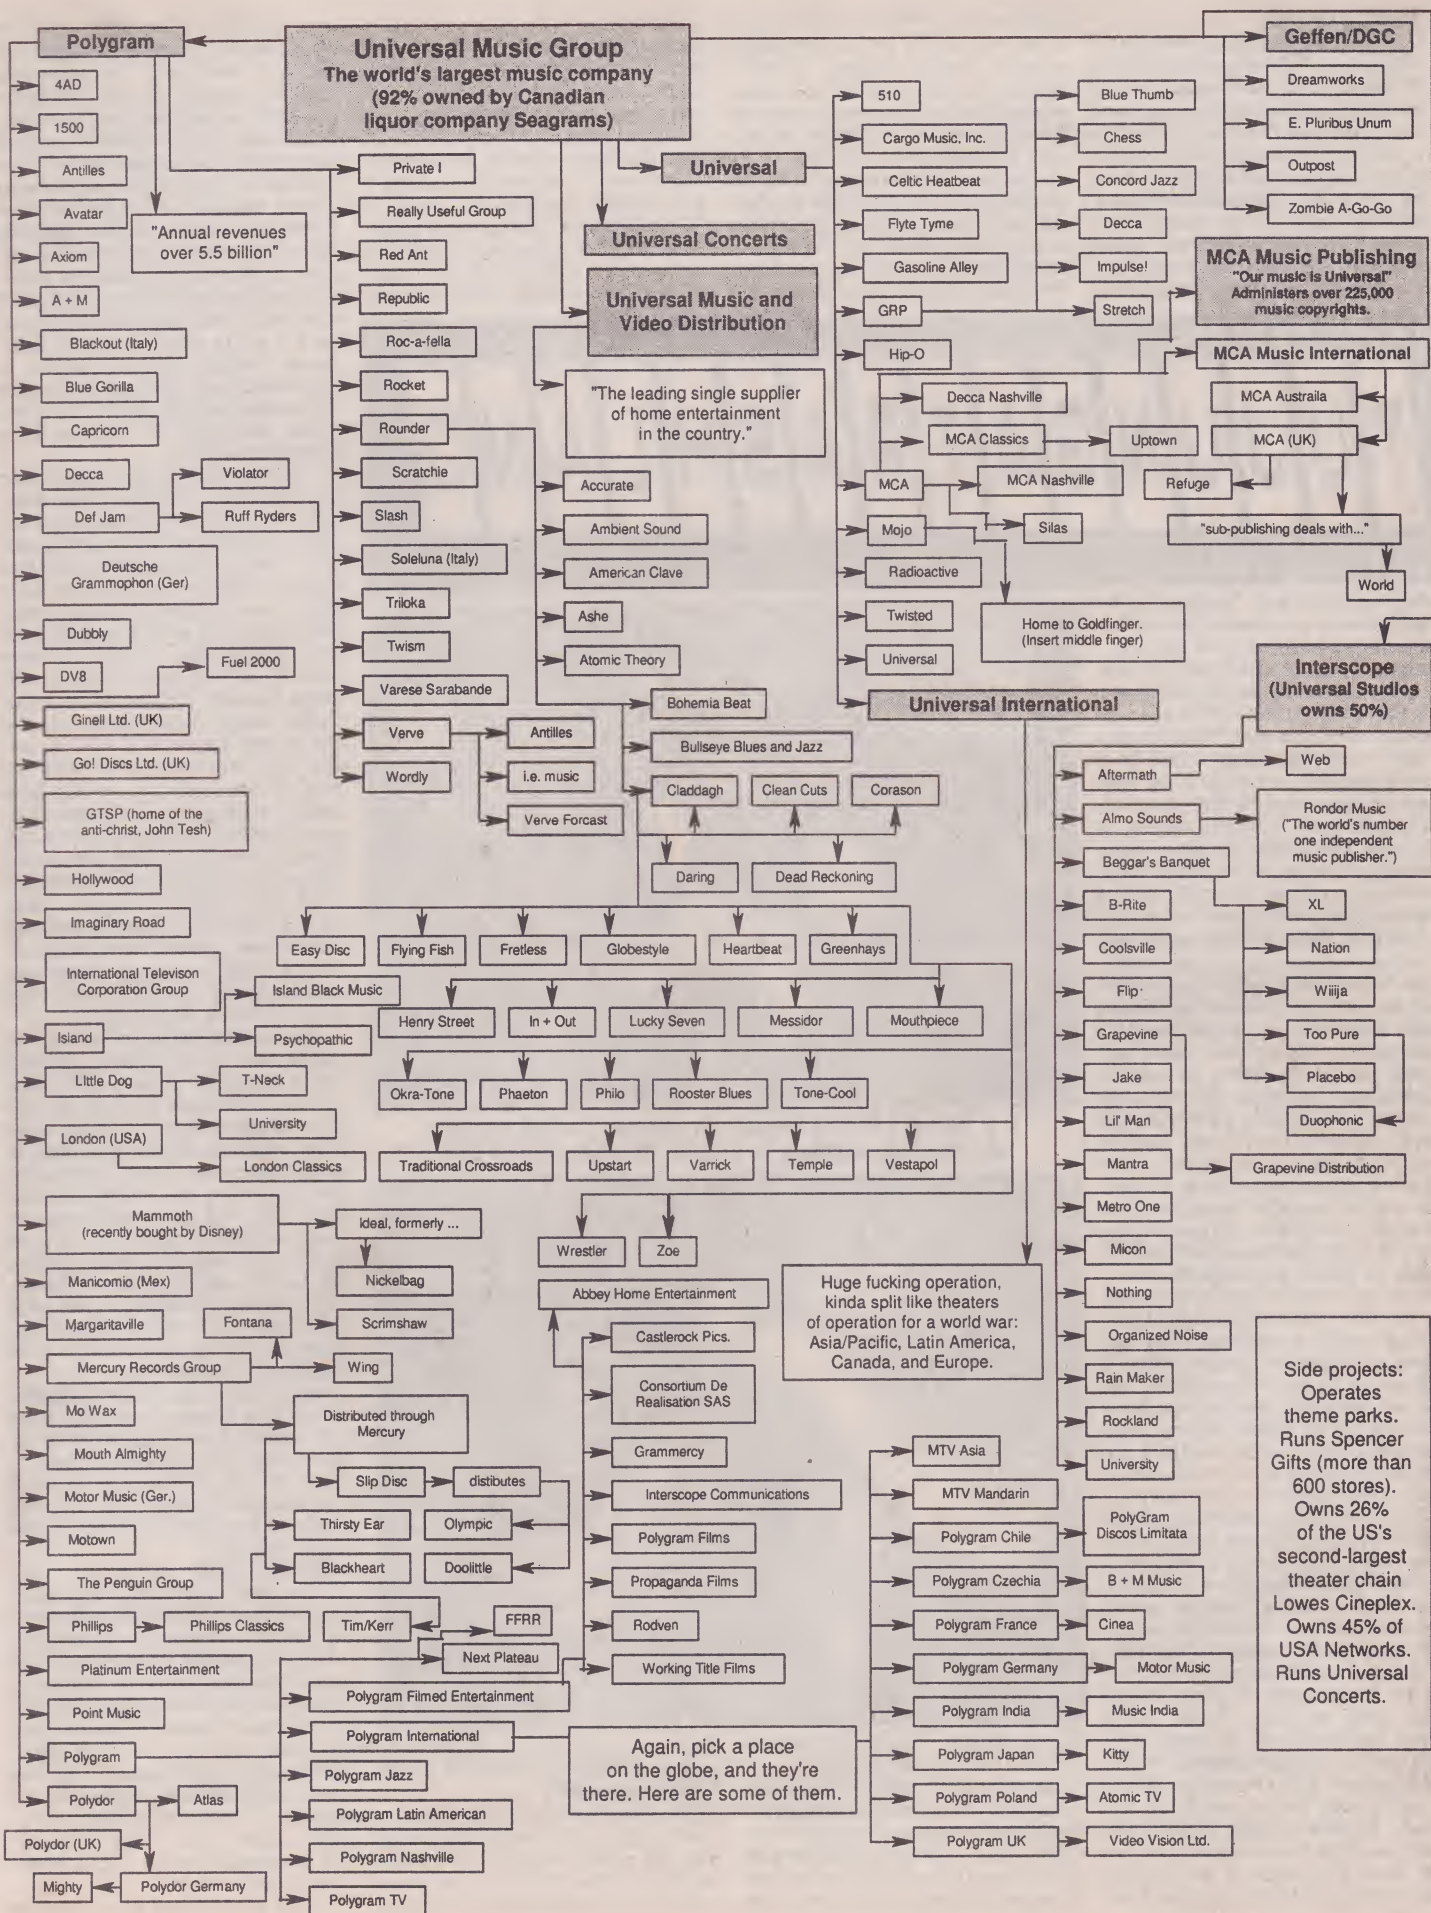 Polygram
Universal Music Group
The world's largest music company
(92% owned by Canadian
liquor company Seagrams)
Geffen/DGC
4AD
1500
Antilles
Avatar
Axiom
A + M
Blackout (Italy)
Blue Gorilla
Capricorn
Decca
Def Jam
Violator
Ruff Ryders
Deutsche
Grammophon (Ger)
Dubbly
DV8
Fuel 2000
Ginell Ltd. (UK)
Go! Discs Ltd. (UK)
GTSP (home of the
anti-christ, John Tesh)
Hollywood
Imaginary Road
International Televison
Corporation Group
Island
Island Black Music
Psychopathic
LIttle Dog
T-Neck
University
London (USA)
London Classics
Mammoth
(recently bought by Disney)
Ideal, formerly ...
Nickelbag
Scrimshaw
Manicomio (Mex)
Margaritaville
Mercury Records Group
Fontana
Wing
Distributed through
Mercury
Slip Disc
distibutes
Olympic
Doolittle
Thirsty Ear
Blackheart
Tim/Kerr
Mo Wax
Mouth Almighty
Motor Music (Ger.)
Motown
The Penguin Group
Phillips
Phillips Classics
Platinum Entertainment
Point Music
Polygram
FFRR
Next Plateau
Polygram Filmed Entertainment
Polygram International
Polygram Jazz
Polygram Latin American
Polygram Nashville
Polygram TV
Polydor
Atlas
Polydor (UK)
Polydor Germany
Mighty
"Annual revenues
over 5.5 billion"
Private I
Really Useful Group
Red Ant
Republic
Roc-a-fella
Rocket
Rounder
Scratchie
Slash
Soleluna (Italy)
Triloka
Twism
Varese Sarabande
Verve
Wordly
Antilles
i.e. music
Verve Forcast
Accurate
Ambient Sound
American Clave
Ashe
Atomic Theory
Bohemia Beat
Bullseye Blues and Jazz
Claddagh
Clean Cuts
Corason
Daring
Dead Reckoning
Easy Disc
Flying Fish
Fretless
Globestyle
Heartbeat
Greenhays
Henry Street
In + Out
Lucky Seven
Messidor
Mouthpiece
Okra-Tone
Phaeton
Philo
Rooster Blues
Tone-Cool
Traditional Crossroads
Upstart
Varrick
Temple
Vestapol
Wrestler
Zoe
Abbey Home Entertainment
Castlerock Pics.
Consortium De
Realisation SAS
Grammercy
Interscope Communications
Polygram Films
Propaganda Films
Rodven
Working Title Films
Again, pick a place
on the globe, and they're
there. Here are some of them.
MTV Asia
MTV Mandarin
Polygram Chile
PolyGram
Discos Limitata
Polygram Czechia
B + M Music
Polygram France
Cinea
Polygram Germany
Motor Music
Polygram India
Music India
Polygram Japan
Kitty
Polygram Poland
Atomic TV
Polygram UK
Video Vision Ltd.
Universal Concerts
Universal Music and
Video Distribution
"The leading single supplier
of home entertainment
in the country."
Universal
510
Cargo Music, Inc.
Celtic Heatbeat
Flyte Tyme
Gasoline Alley
GRP
Blue Thumb
Chess
Concord Jazz
Decca
Impulse!
Stretch
Hip-O
MCA
Decca Nashville
MCA Classics
Uptown
MCA Nashville
Silas
Mojo
Home to Goldfinger.
(Insert middle finger)
Radioactive
Twisted
Universal
Universal International
Huge fucking operation,
kinda split like theaters
of operation for a world war:
Asia/Pacific, Latin America,
Canada, and Europe.
Dreamworks
E. Pluribus Unum
Outpost
Zombie A-Go-Go
MCA Music Publishing
"Our music is Universal"
Administers over 225,000
music copyrights.
MCA Music International
MCA Austraila
MCA (UK)
Refuge
"sub-publishing deals with..."
World
Interscope
(Universal Studios
owns 50%)
Aftermath
Web
Almo Sounds
Rondor Music
("The world's number
one independent
music publisher.")
Beggar's Banquet
XL
Nation
Wiiija
Too Pure
Placebo
Duophonic
B-Rite
Coolsville
Flip
Grapevine
Grapevine Distribution
Jake
Lil' Man
Mantra
Metro One
Micon
Nothing
Organized Noise
Rain Maker
Rockland
University
Side projects:
Operates
theme parks.
Runs Spencer
Gifts (more than
600 stores).
Owns 26%
of the US's
second-largest
theater chain
Lowes Cineplex.
Owns 45% of
USA Networks.
Runs Universal
Concerts.